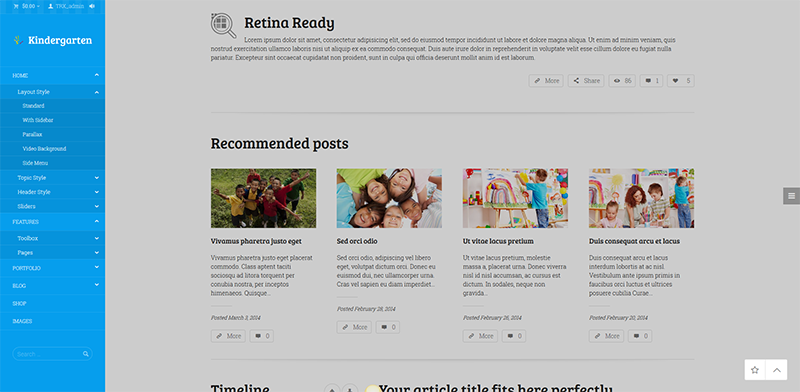 $0.00
TRX_admin
Kindergarten
HOME
Layout Style
Standard
With Sidebar
Parallax
Video Background
Side Menu
Topic Style
Header Style
Sliders
FEATURES
Toolbox
Pages
PORTFOLIO
BLOG
SHOP
IMAGES
Search ...
Retina Ready
Lorem ipsum dolor sit amet, consectetur adipisicing elit, sed do eiusmod tempor incididunt ut labore et dolore magna aliqua. Ut enim ad minim veniam, quis
nostrud exercitation ullamco laboris nisi ut aliquip ex ea commodo consequat. Duis aute irure dolor in reprehenderit in voluptate velit esse cillum dolore eu fugiat nulla
pariatur. Excepteur sint occaecat cupidatat non proident, sunt in culpa qui officia deserunt mollit anim id est laborum.
More Share 86 1 5
Recommended posts
Vivamus pharetra justo eget
Vivamus pharetra justo eget placerat
commodo. Class aptent taciti
sociosqu ad litora torquent per
conubia nostra, per inceptos
himenaeos. Quisque...
Posted March 3, 2014
More 0
Sed orci odio
Sed orci odio, adipiscing vel libero
eget, volutpat dictum orci. Donec eu
euismod dui, nec ullamcorper urna.
Cras vel sapien eu diam imperdiet...
Posted February 28, 2014
More 0
Ut vitae lacus pretium
Ut vitae lacus pretium, molestie
massa a, placerat urna. Donec viverra
nisl id nisl accumsan, ac cursus est
dictum. In sodales, neque non
gravida...
Posted February 26, 2014
More 0
Duis consequat arcu et lacus
Duis consequat arcu et lacus
interdum lobortis at ac nisl.
Vestibulum ante ipsum primis in
faucibus orci luctus et ultrices
posuere cubilia Curae...
Posted February 20, 2014
More 0
Timeline
Your article title fits here perfectly